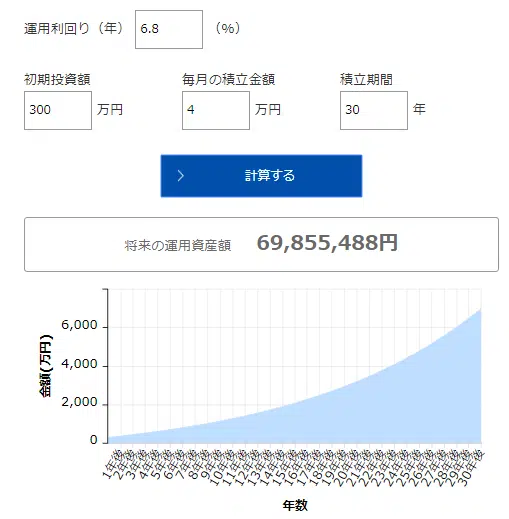 運用利回り（年） 6.8 （%）
初期投資額 毎月の積立金額 積立期間
300 万円 4 万円 30 年
計算する
将来の運用資産額 69,855,488円
金額(万円)
6,000
4,000
2,000
0
1年後 2年後 3年後 4年後 5年後 6年後 7年後 8年後 9年後 10年後 11年後 12年後 13年後 14年後 15年後 16年後 17年後 18年後 19年後 20年後 21年後 22年後 23年後 24年後 25年後 26年後 27年後 28年後 29年後 30年後
年数